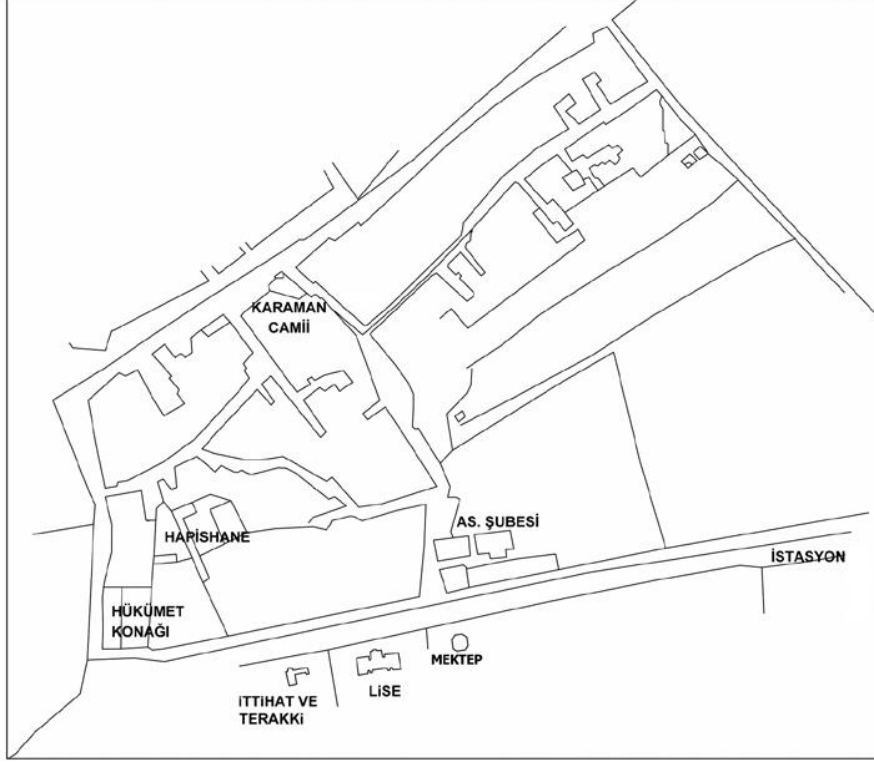 KARAMAN
CAMİİ
AS. ŞUBESİ
HAPİSHANE
İSTASYON
HÜKÜMET
KONAĞI
MEKTEP
LİSE
İTTİHAT VE
TERAKKİ